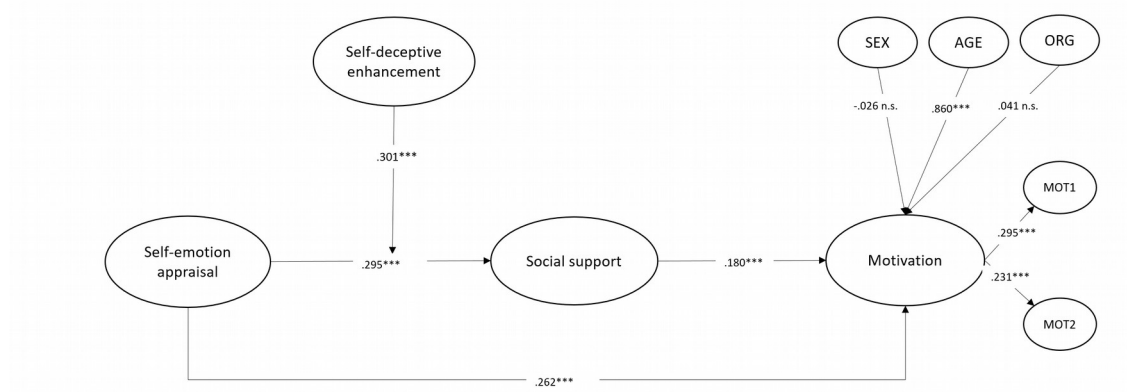 Self-deceptive
enhancement
SEX
AGE
ORG
-.026 n.s.
.860***
.041 n.s.
.301***
MOT1
.295***
Self-emotion
appraisal
.295***
Social support
.180***
Motivation
.231***
MOT2
.262***